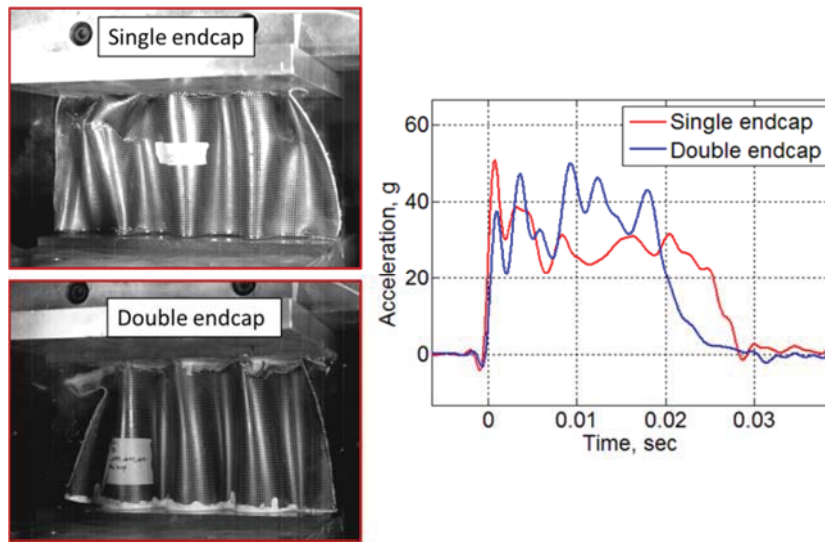 Single endcap
Double endcap
Single endcap
Double endcap
Acceleration, g
60
40
20
0
0
0.01
0.02
0.03
Time, sec